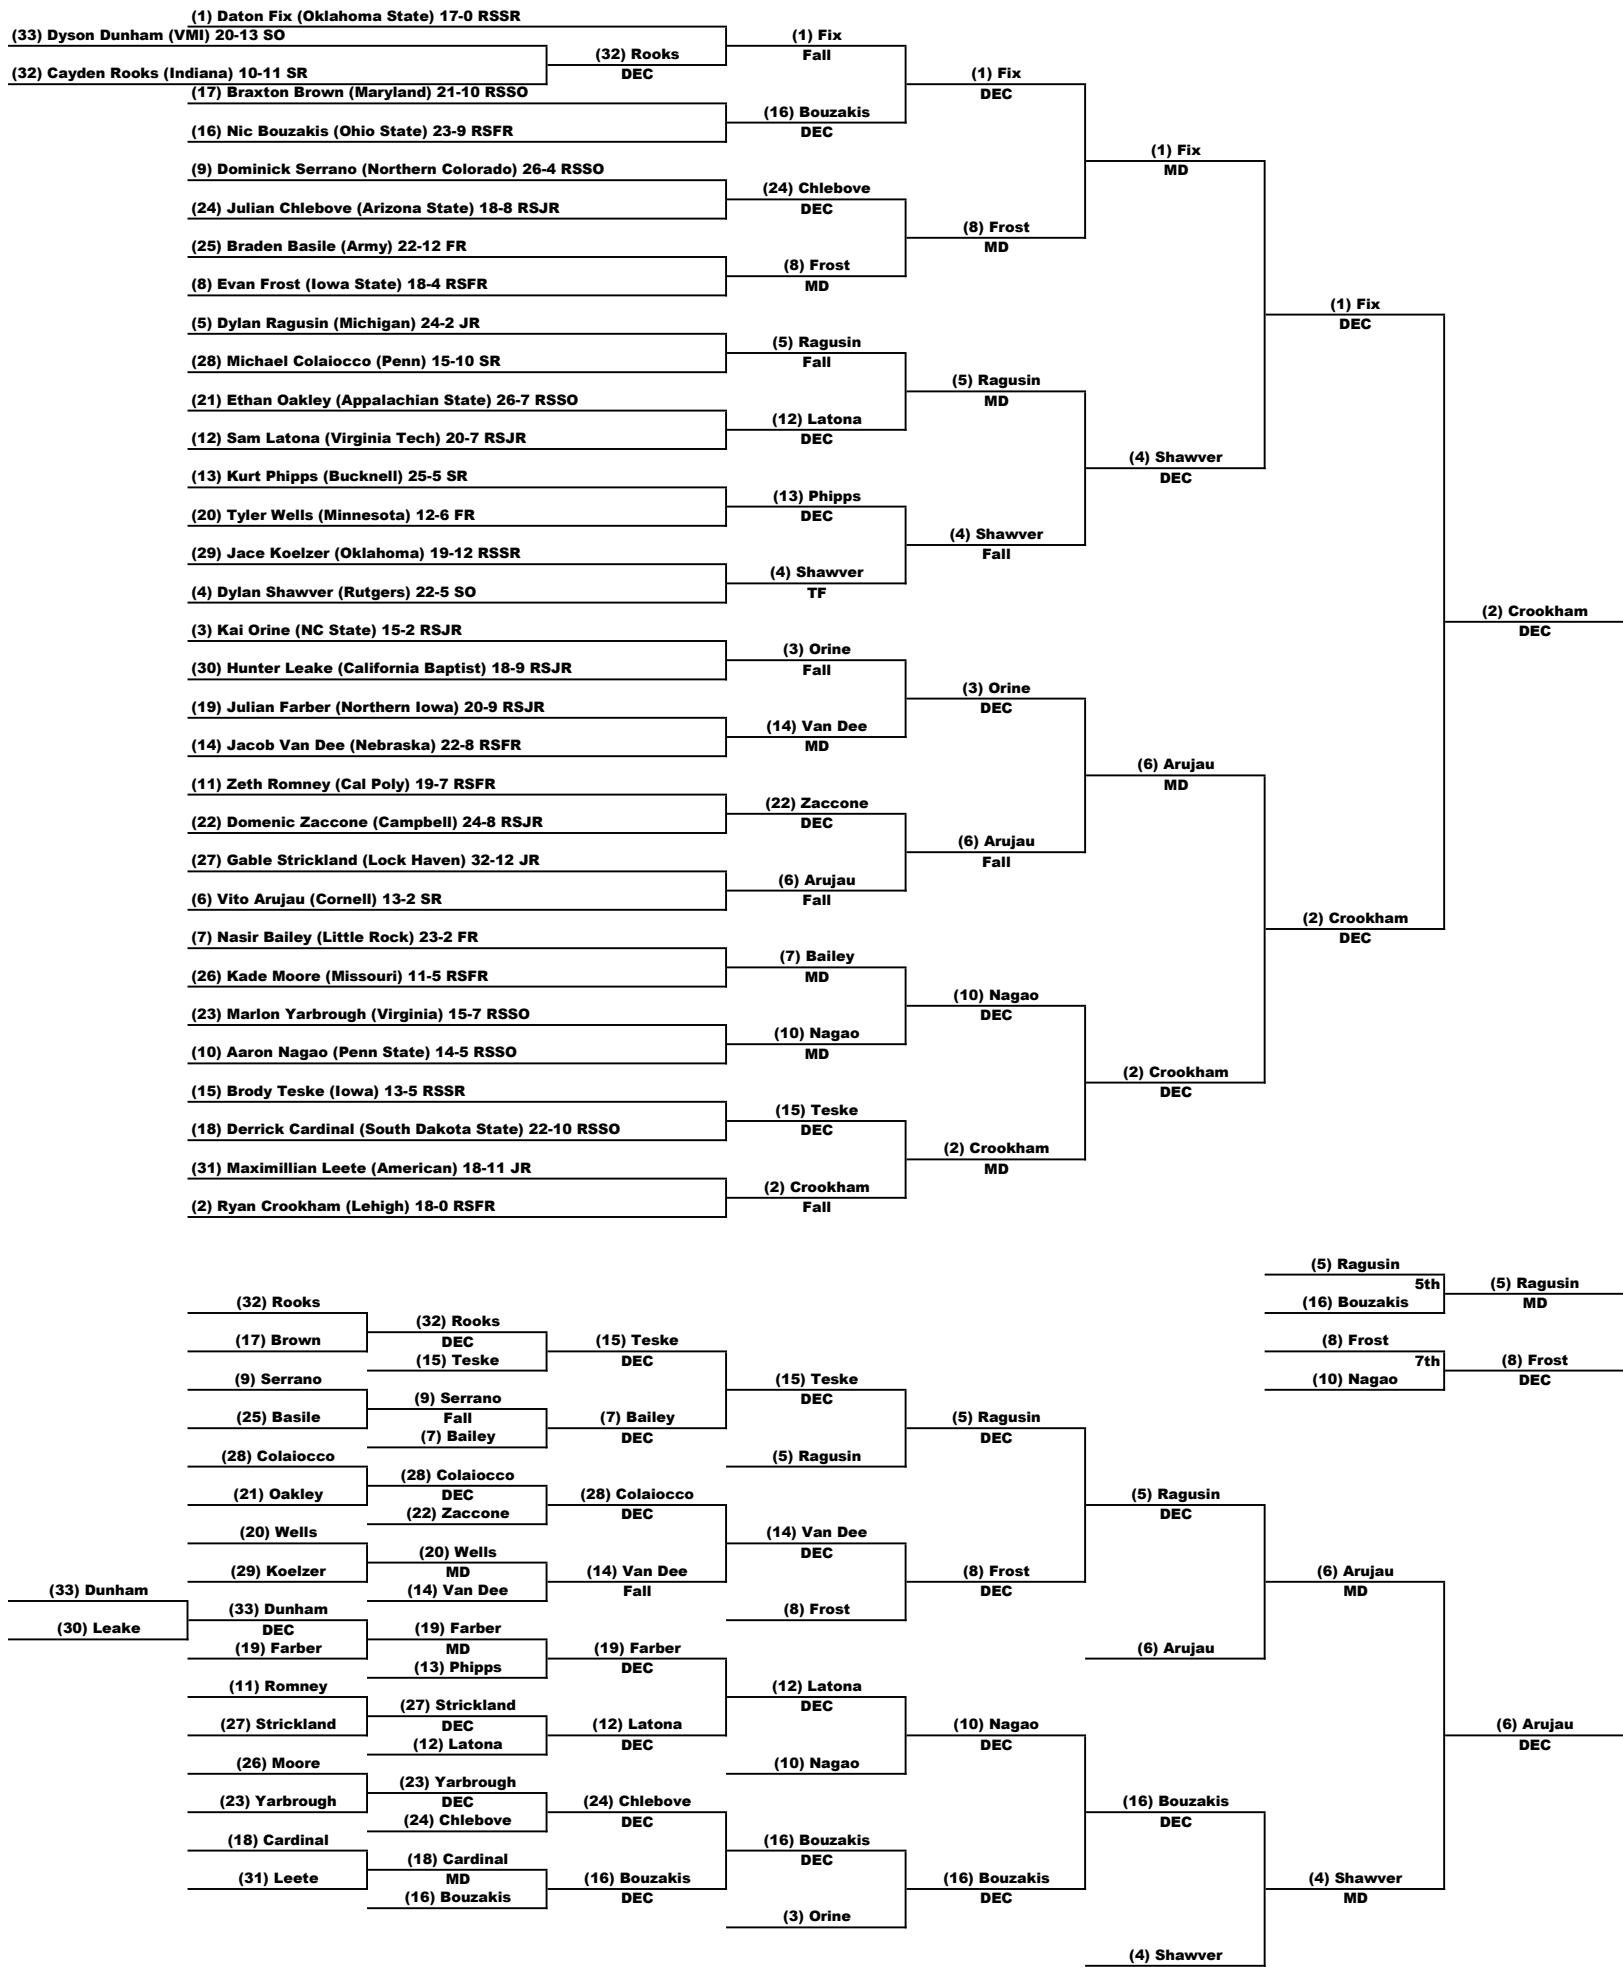 (1) Daton Fix (Oklahoma State) 17-0 RSSR
(33) Dyson Dunham (VMI) 20-13 SO
(1) Fix
Fall
(32) Rooks
DEC
(32) Cayden Rooks (Indiana) 10-11 SR
(1) Fix
DEC
(17) Braxton Brown (Maryland) 21-10 RSSO
(16) Bouzakis
DEC
(16) Nic Bouzakis (Ohio State) 23-9 RSFR
(1) Fix
MD
(9) Dominick Serrano (Northern Colorado) 26-4 RSSO
(24) Chlebove
DEC
(24) Julian Chlebove (Arizona State) 18-8 RSJR
(8) Frost
MD
(25) Braden Basile (Army) 22-12 FR
(8) Frost
MD
(8) Evan Frost (Iowa State) 18-4 RSFR
(1) Fix
DEC
(5) Dylan Ragusin (Michigan) 24-2 JR
(5) Ragusin
Fall
(28) Michael Colaiocco (Penn) 15-10 SR
(5) Ragusin
MD
(21) Ethan Oakley (Appalachian State) 26-7 RSSO
(12) Latona
DEC
(12) Sam Latona (Virginia Tech) 20-7 RSJR
(4) Shawver
DEC
(13) Kurt Phipps (Bucknell) 25-5 SR
(13) Phipps
DEC
(20) Tyler Wells (Minnesota) 12-6 FR
(4) Shawver
Fall
(29) Jace Koelzer (Oklahoma) 19-12 RSSR
(4) Shawver
TF
(4) Dylan Shawver (Rutgers) 22-5 SO
(2) Crookham
DEC
(3) Kai Orine (NC State) 15-2 RSJR
(3) Orine
Fall
(30) Hunter Leake (California Baptist) 18-9 RSJR
(3) Orine
DEC
(19) Julian Farber (Northern Iowa) 20-9 RSJR
(14) Van Dee
MD
(14) Jacob Van Dee (Nebraska) 22-8 RSFR
(6) Arujau
MD
(11) Zeth Romney (Cal Poly) 19-7 RSFR
(22) Zaccone
DEC
(22) Domenic Zaccone (Campbell) 24-8 RSJR
(6) Arujau
Fall
(27) Gable Strickland (Lock Haven) 32-12 JR
(6) Arujau
Fall
(6) Vito Arujau (Cornell) 13-2 SR
(2) Crookham
DEC
(7) Nasir Bailey (Little Rock) 23-2 FR
(7) Bailey
MD
(26) Kade Moore (Missouri) 11-5 RSFR
(10) Nagao
DEC
(23) Marlon Yarbrough (Virginia) 15-7 RSSO
(10) Nagao
MD
(10) Aaron Nagao (Penn State) 14-5 RSSO
(2) Crookham
DEC
(15) Brody Teske (Iowa) 13-5 RSSR
(15) Teske
DEC
(18) Derrick Cardinal (South Dakota State) 22-10 RSSO
(2) Crookham
MD
(31) Maximillian Leete (American) 18-11 JR
(2) Crookham
Fall
(2) Ryan Crookham (Lehigh) 18-0 RSFR
(5) Ragusin
5th
(5) Ragusin
MD
(16) Bouzakis
(8) Frost
7th
(8) Frost
DEC
(10) Nagao
(32) Rooks
(32) Rooks
DEC
(17) Brown
(15) Teske
DEC
(15) Teske
(9) Serrano
(15) Teske
DEC
(9) Serrano
Fall
(25) Basile
(7) Bailey
DEC
(7) Bailey
(5) Ragusin
DEC
(28) Colaiocco
(5) Ragusin
(28) Colaiocco
DEC
(21) Oakley
(28) Colaiocco
DEC
(22) Zaccone
(5) Ragusin
DEC
(20) Wells
(14) Van Dee
DEC
(20) Wells
MD
(29) Koelzer
(14) Van Dee
Fall
(14) Van Dee
(8) Frost
DEC
(6) Arujau
MD
(33) Dunham
(33) Dunham
DEC
(8) Frost
(30) Leake
(19) Farber
MD
(19) Farber
(19) Farber
DEC
(6) Arujau
(13) Phipps
(11) Romney
(12) Latona
DEC
(27) Strickland
DEC
(27) Strickland
(12) Latona
DEC
(10) Nagao
DEC
(6) Arujau
DEC
(12) Latona
(26) Moore
(10) Nagao
(23) Yarbrough
DEC
(23) Yarbrough
(24) Chlebove
DEC
(16) Bouzakis
DEC
(24) Chlebove
(18) Cardinal
(16) Bouzakis
DEC
(18) Cardinal
MD
(31) Leete
(16) Bouzakis
DEC
(16) Bouzakis
DEC
(4) Shawver
MD
(16) Bouzakis
(3) Orine
(4) Shawver